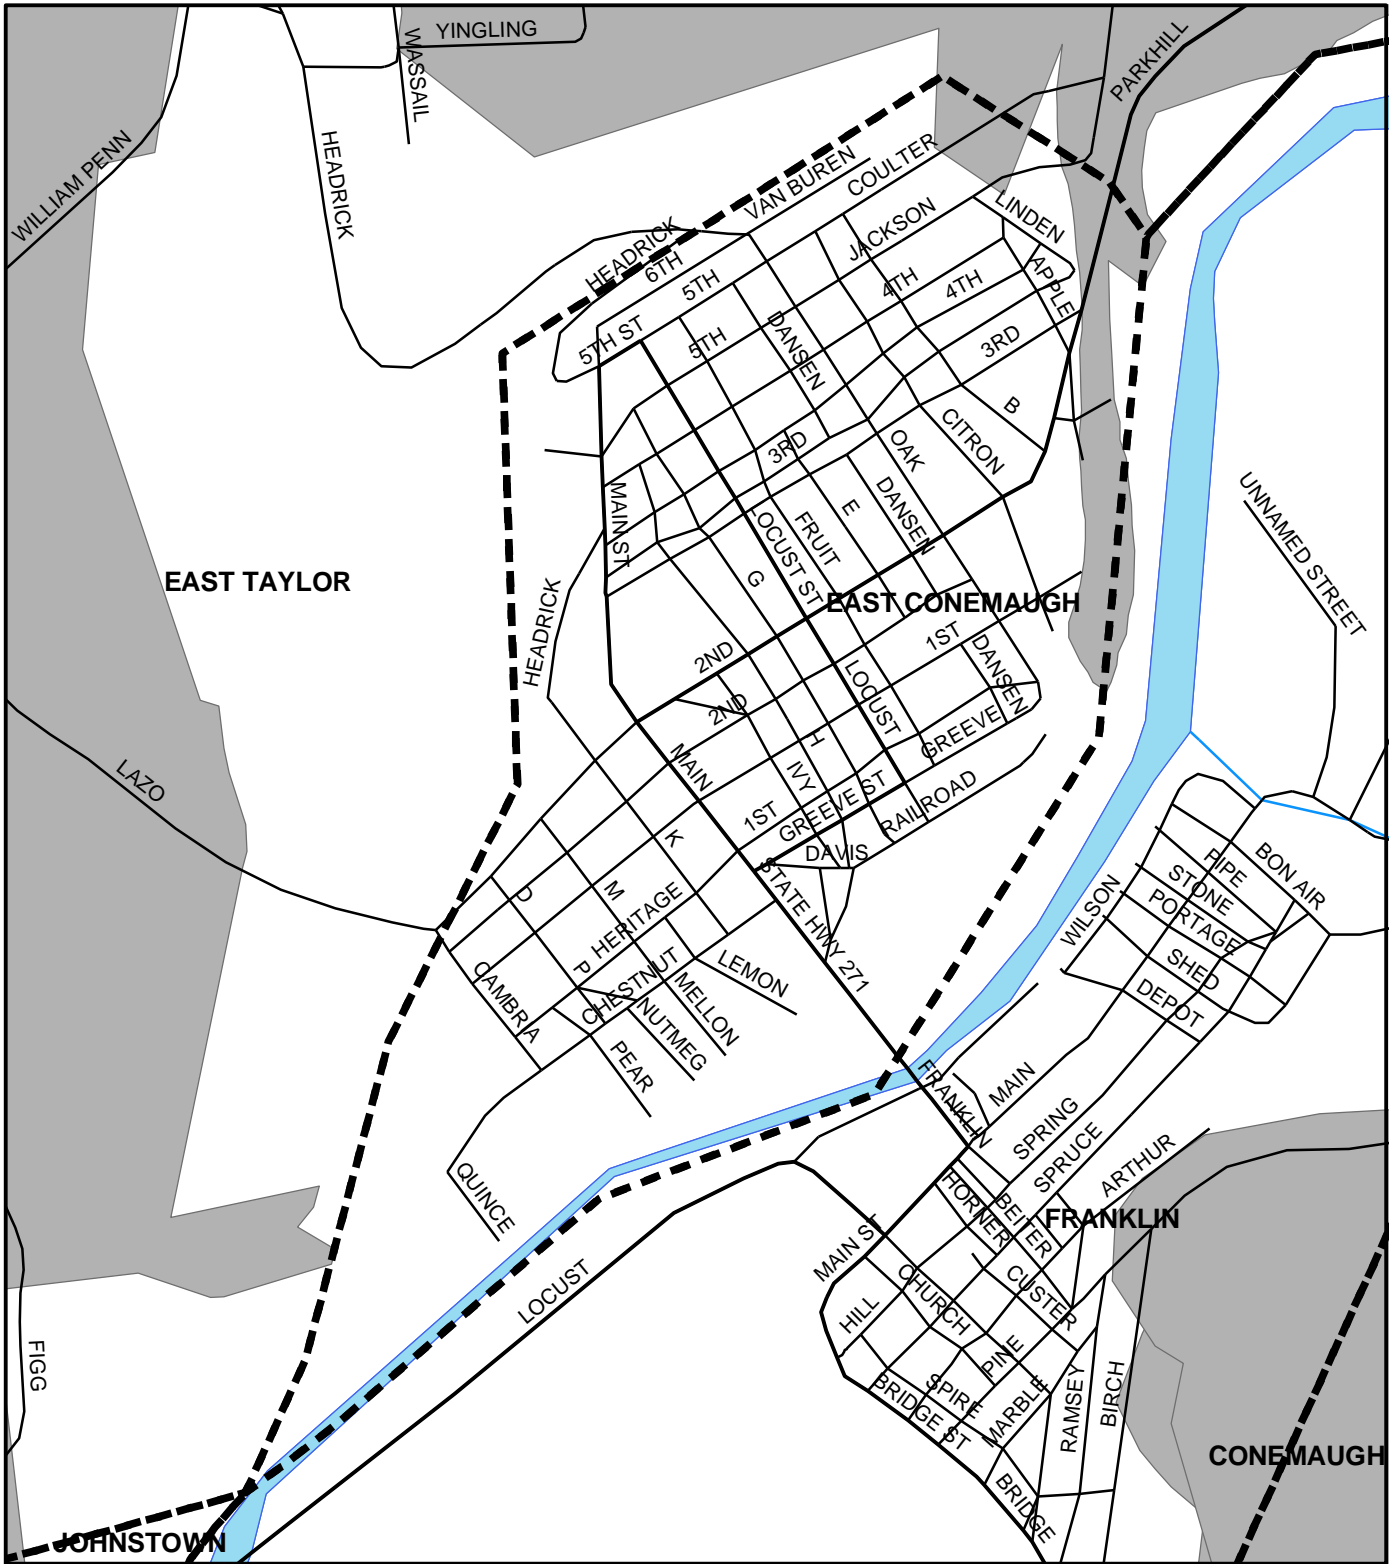 YINGLING
WASSAIL
PARKHILL
HEADRICK
WILLIAM PENN
VAN BUREN
COULTER
LINDEN
JACKSON
HEADRICK
6TH
5TH
4TH
4TH
APPLE
5TH ST
5TH
DANSEN
3RD
B
CITRON
OAK
3RD
MAIN ST
DANSEN
E
FRUIT
LOCUST ST
UNNAMED STREET
EAST TAYLOR
G
EAST CONEMAUGH
HEADRICK
2ND
1ST
DANSEN
LOCUST
2ND
GREEVE
H
MAIN
IVY
LAZO
GREEVE ST
RAILROAD
1ST
K
DAVIS
BON AIR
PIPE
STONE
STATE HWY 271
D
M
HERITAGE
WILSON
PORTAGE
SHED
CAMBRIA
P
CHESTNUT
LEMON
MELLON
DEPOT
NUTMEG
PEAR
MAIN
FRANKLIN
SPRING
SPRUCE
ARTHUR
QUINCE
HORNER
BEITER
FRANKLIN
MAIN ST
LOCUST
CUSTER
CHURCH
HILL
PINE
FIGG
SPIRE
MARBLE
RAMSEY
BIRCH
BRIDGE ST
CONEMAUGH
BRIDGE
JOHNSTOWN